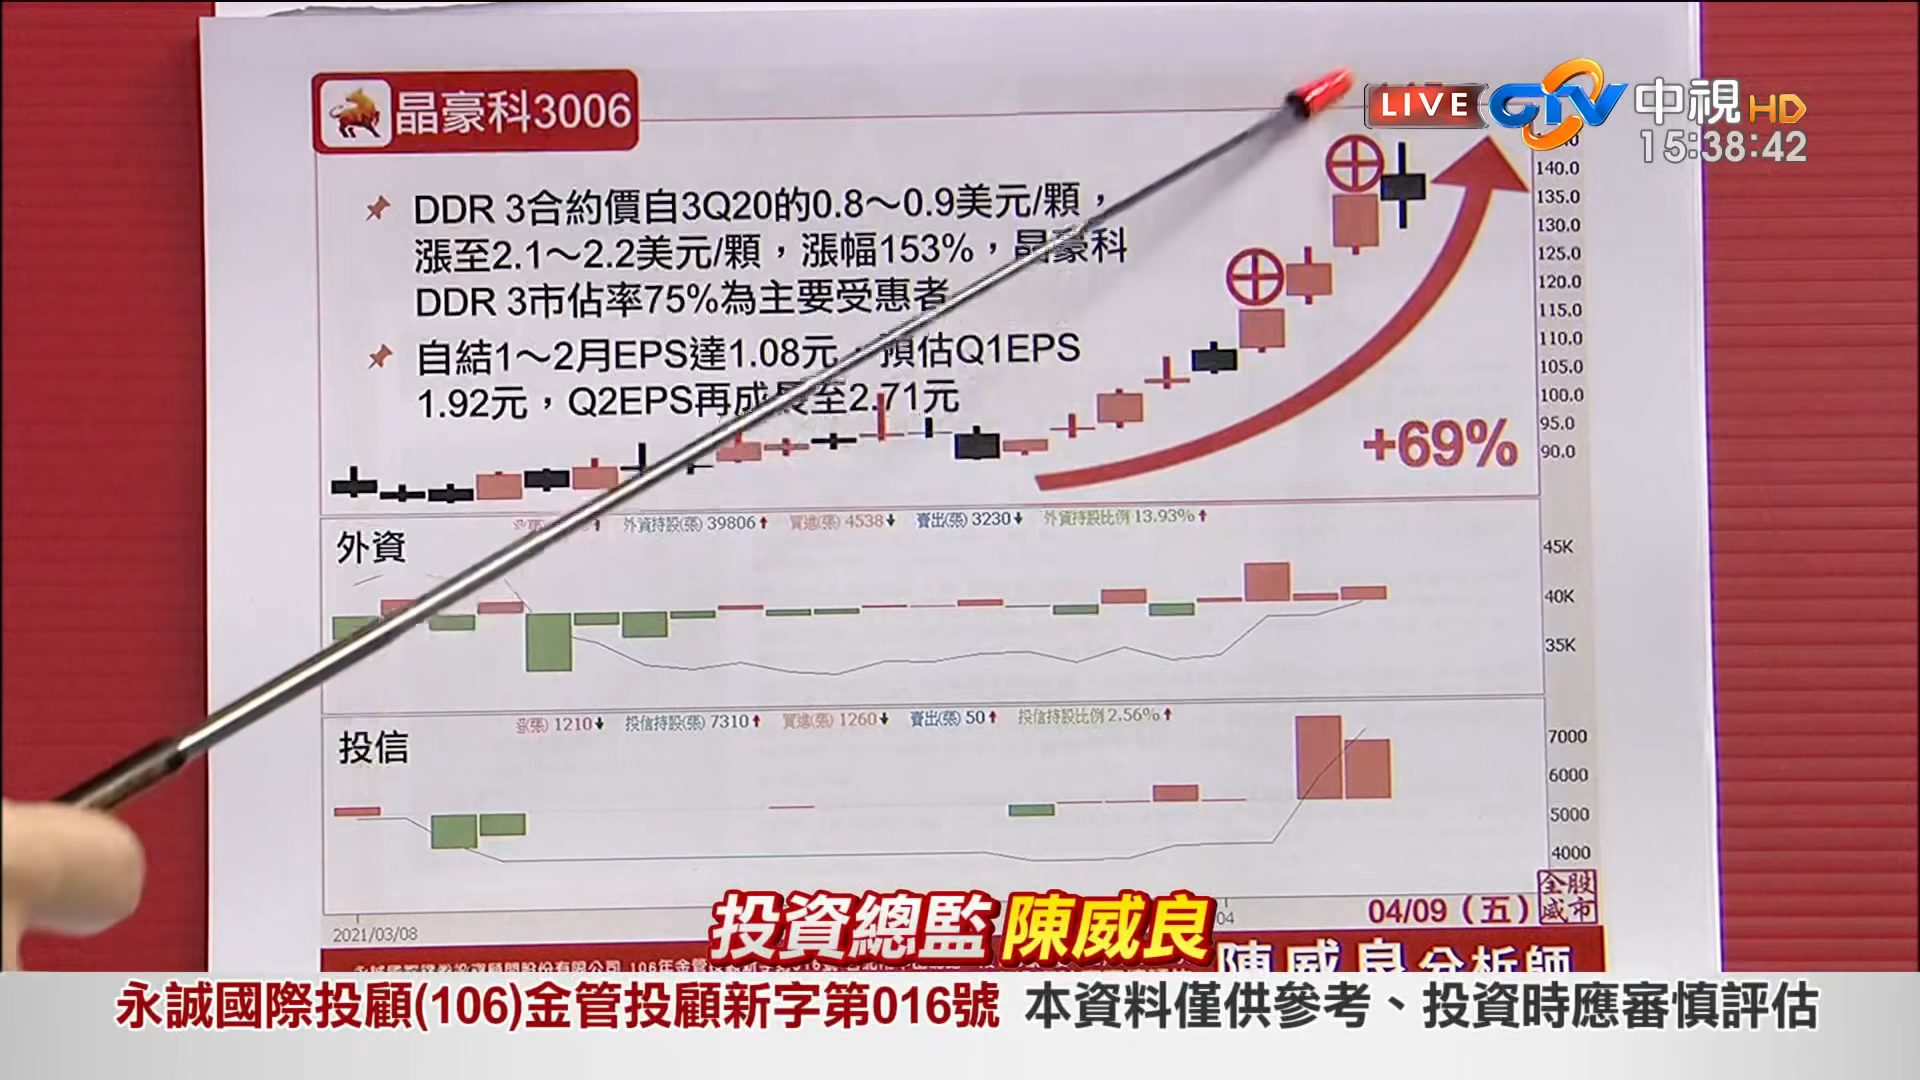 晶豪科3006
LIVE CTV 中視HD
15:38:42
DDR 3合約價自3Q20的0.8～0.9美元/顆，
漲至2.1～2.2美元/顆，漲幅153%，晶豪科
DDR 3市佔率75%為主要受惠者
自結1～2月EPS達1.08元，預估Q1EPS
1.92元，Q2EPS再成長至2.71元
140.0
135.0
130.0
125.0
120.0
115.0
110.0
105.0
100.0
95.0
90.0
+69%
外資
外資持股(張) 39806 買進(張) 4538 賣出(張) 3230 外資持股比例 13.93%
45K
40K
35K
投信
(張) 1210 投信持股(張) 7310 買進(張) 1260 賣出(張) 50 投信持股比例 2.56%
7000
6000
5000
4000
2021/03/08
04
04/09（五）
全股
威市
投資總監 陳威良
陳威良分析師
永誠國際投顧(106)金管投顧新字第016號 本資料僅供參考、投資時應審慎評估